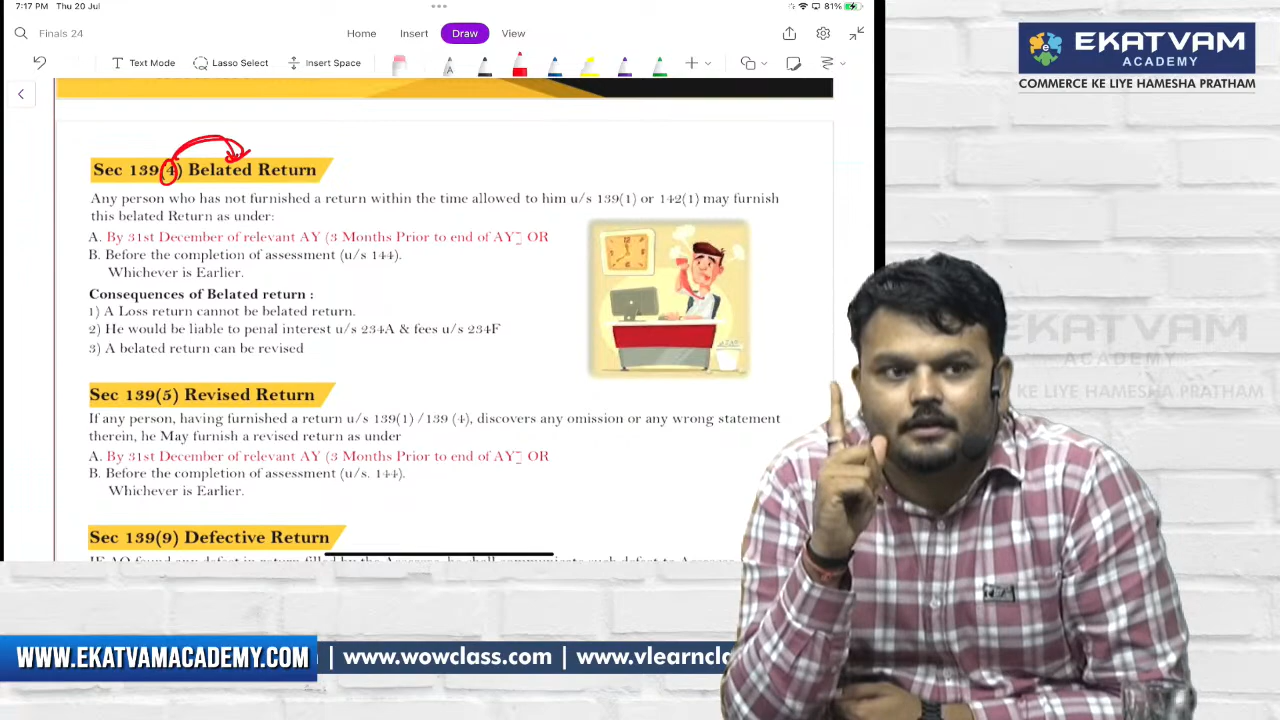 7:17 PM Thu 20 Jul
81%
Finals 24
Home Insert Draw View
Text Mode Lasso Select Insert Space
EKATVAM
ACADEMY
COMMERCE KE LIYE HAMESHA PRATHAM
Sec 139(4) Belated Return
Any person who has not furnished a return within the time allowed to him u/s 139(1) or 142(1) may furnish
this belated Return as under:
A. By 31st December of relevant AY (3 Months Prior to end of AY] OR
B. Before the completion of assessment (u/s 144).
Whichever is Earlier.
Consequences of Belated return :
1) A Loss return cannot be belated return.
2) He would be liable to penal interest u/s 234A & fees u/s 234F
3) A belated return can be revised
Sec 139(5) Revised Return
If any person, having furnished a return u/s 139(1) /139 (4), discovers any omission or any wrong statement
therein, he May furnish a revised return as under
A. By 31st December of relevant AY (3 Months Prior to end of AY] OR
B. Before the completion of assessment (u/s. 144).
Whichever is Earlier.
Sec 139(9) Defective Return
EKATVAM
ACADEMY
KE LIYE HAMESHA PRATHAM
WWW.EKATVAMACADEMY.COM | www.wowclass.com | www.vlearncla